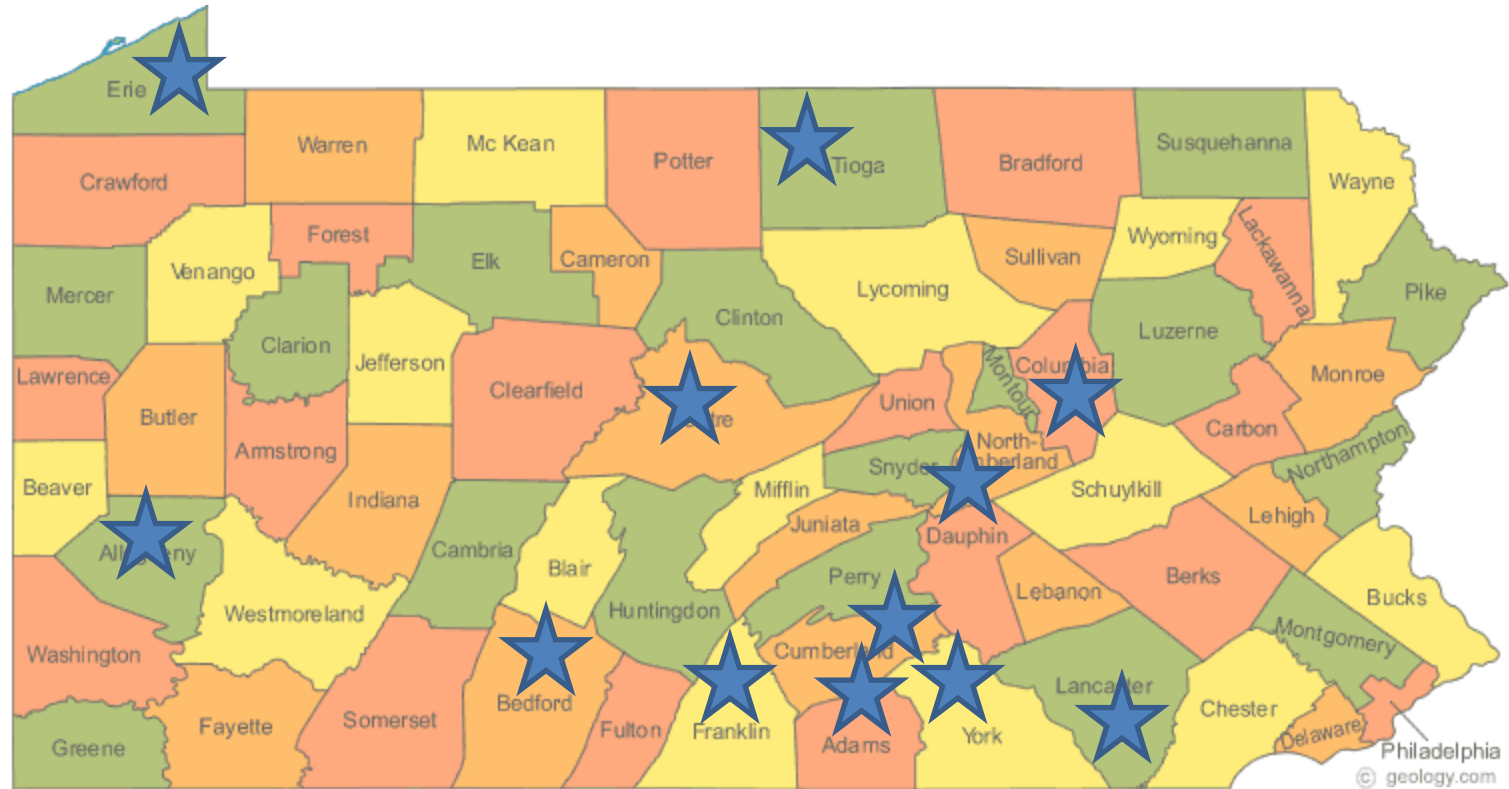 Erie
Warren
Mc Kean
Potter
Tioga
Bradford
Susquehanna
Wayne
Crawford
Forest
Elk
Cameron
Sullivan
Wyoming
Lackawanna
Venango
Mercer
Clarion
Jefferson
Clinton
Lycoming
Luzerne
Pike
Lawrence
Butler
Clearfield
Union
Montour
Columbia
Monroe
Carbon
Armstrong
Beaver
Indiana
Mifflin
Snyder
North-
Schuylkill
Northampton
Lehigh
Juniata
Dauphin
Cambria
Blair
Perry
Lebanon
Berks
Bucks
Huntingdon
Westmoreland
Washington
Cumberland
Montgomery
Lancaster
Bedford
Somerset
Fulton
Franklin
Adams
York
Chester
Delaware
Philadelphia
Fayette
Greene
© geology.com